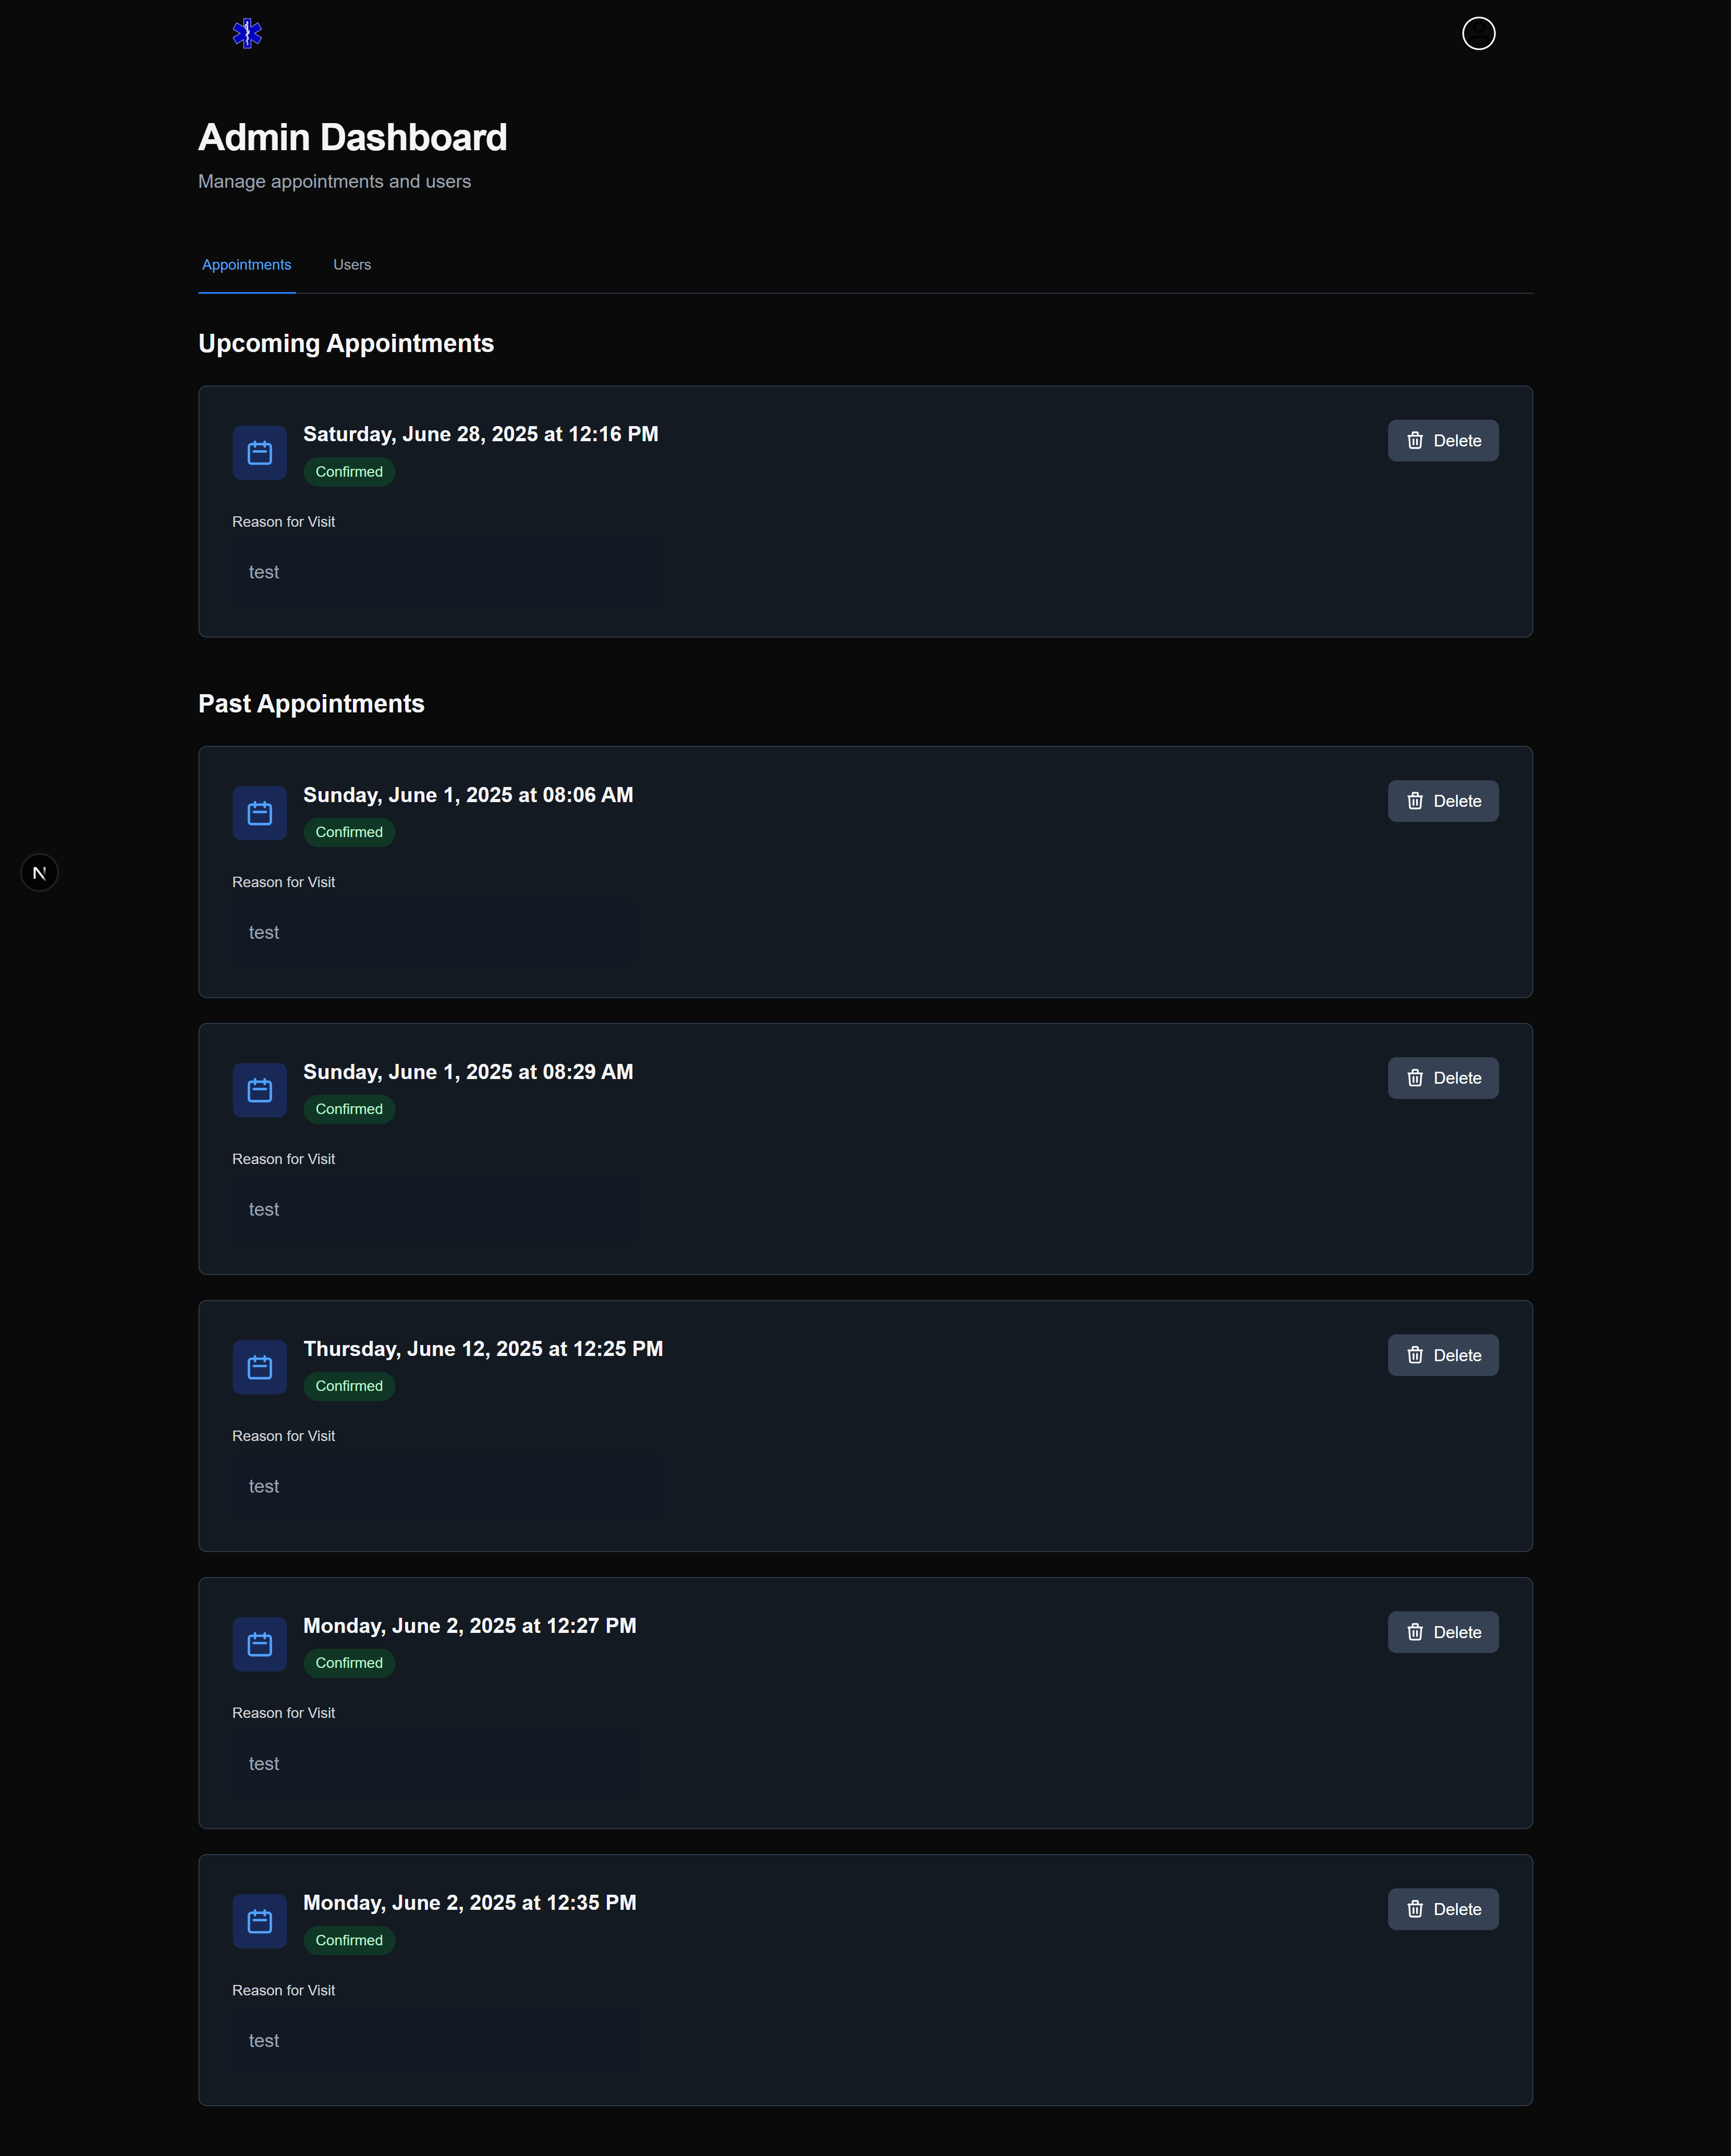 Admin Dashboard
Manage appointments and users
Appointments
Users
Upcoming Appointments
Saturday, June 28, 2025 at 12:16 PM
Delete
Confirmed
Reason for Visit
test
Past Appointments
Sunday, June 1, 2025 at 08:06 AM
Delete
Confirmed
Reason for Visit
test
N
Sunday, June 1, 2025 at 08:29 AM
Delete
Confirmed
Reason for Visit
test
Thursday, June 12, 2025 at 12:25 PM
Delete
Confirmed
Reason for Visit
test
Monday, June 2, 2025 at 12:27 PM
Delete
Confirmed
Reason for Visit
test
Monday, June 2, 2025 at 12:35 PM
Delete
Confirmed
Reason for Visit
test